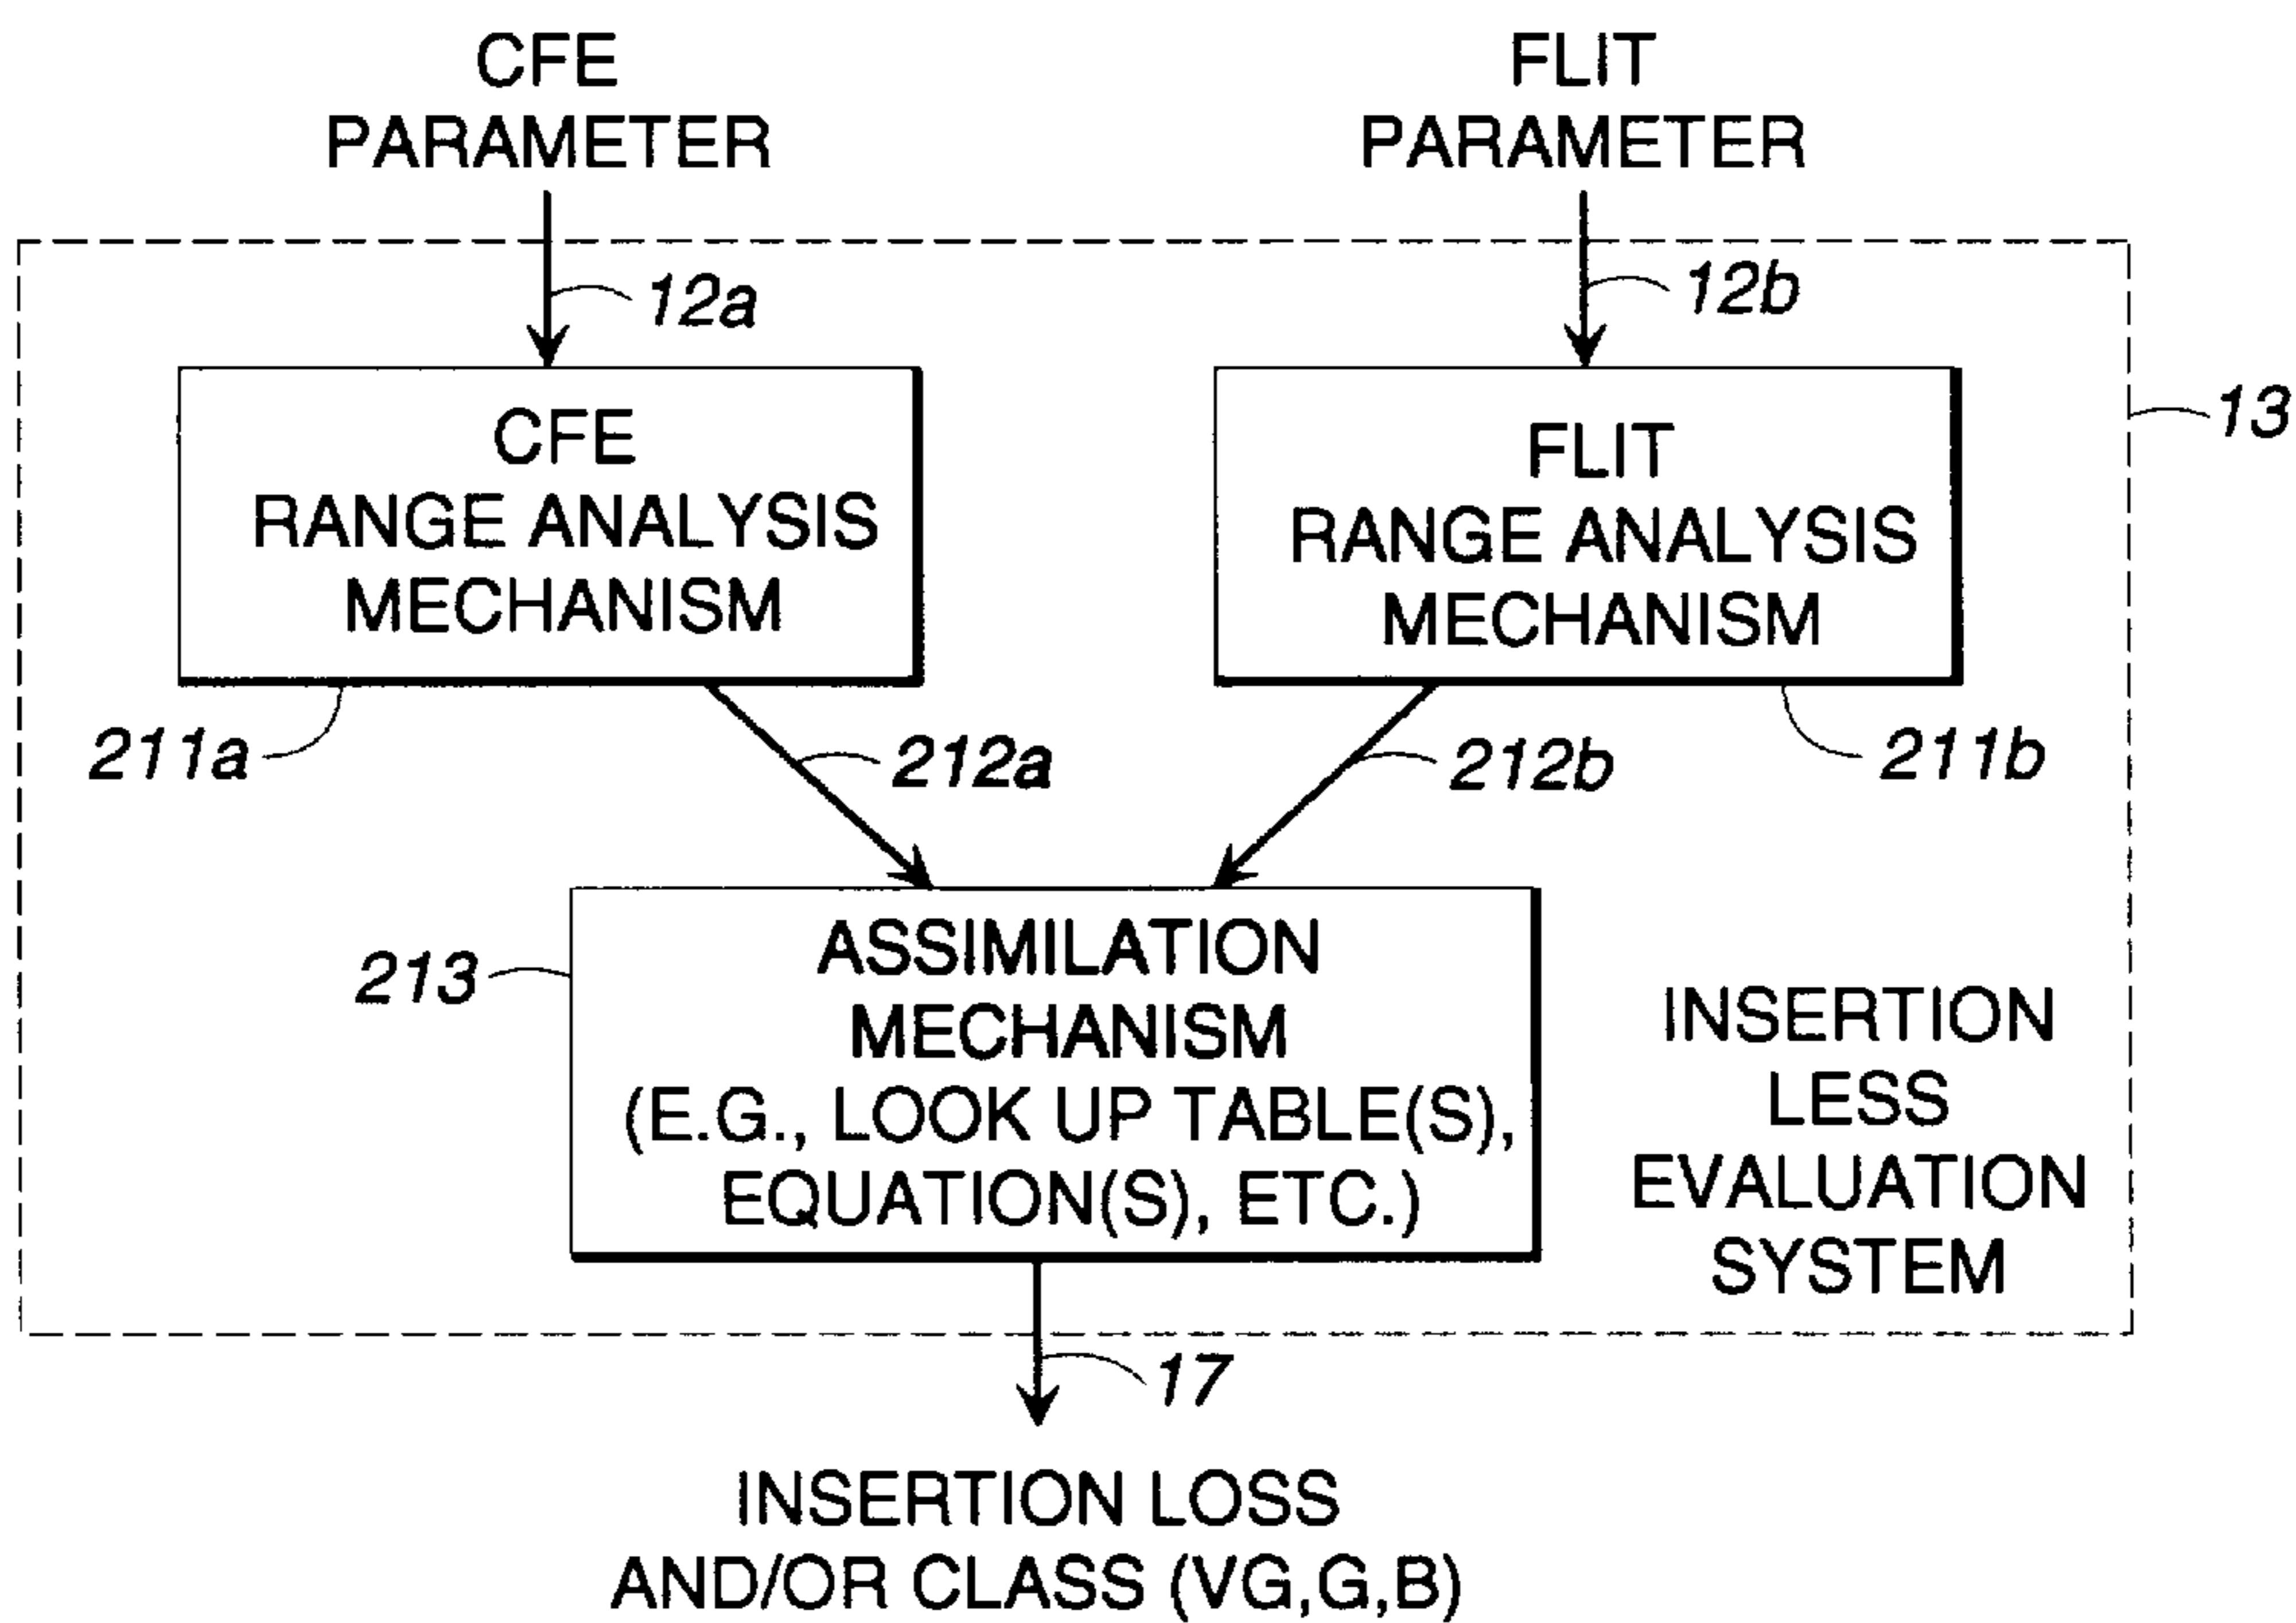 CFE
PARAMETER
FLIT
PARAMETER
12a
12b
13
CFE
RANGE ANALYSIS
MECHANISM
FLIT
RANGE ANALYSIS
MECHANISM
211a
212a
212b
211b
213
ASSIMILATION
MECHANISM
(E.G., LOOK UP TABLE(S),
EQUATION(S), ETC.)
INSERTION
LESS
EVALUATION
SYSTEM
17
INSERTION LOSS
AND/OR CLASS (VG,G,B)